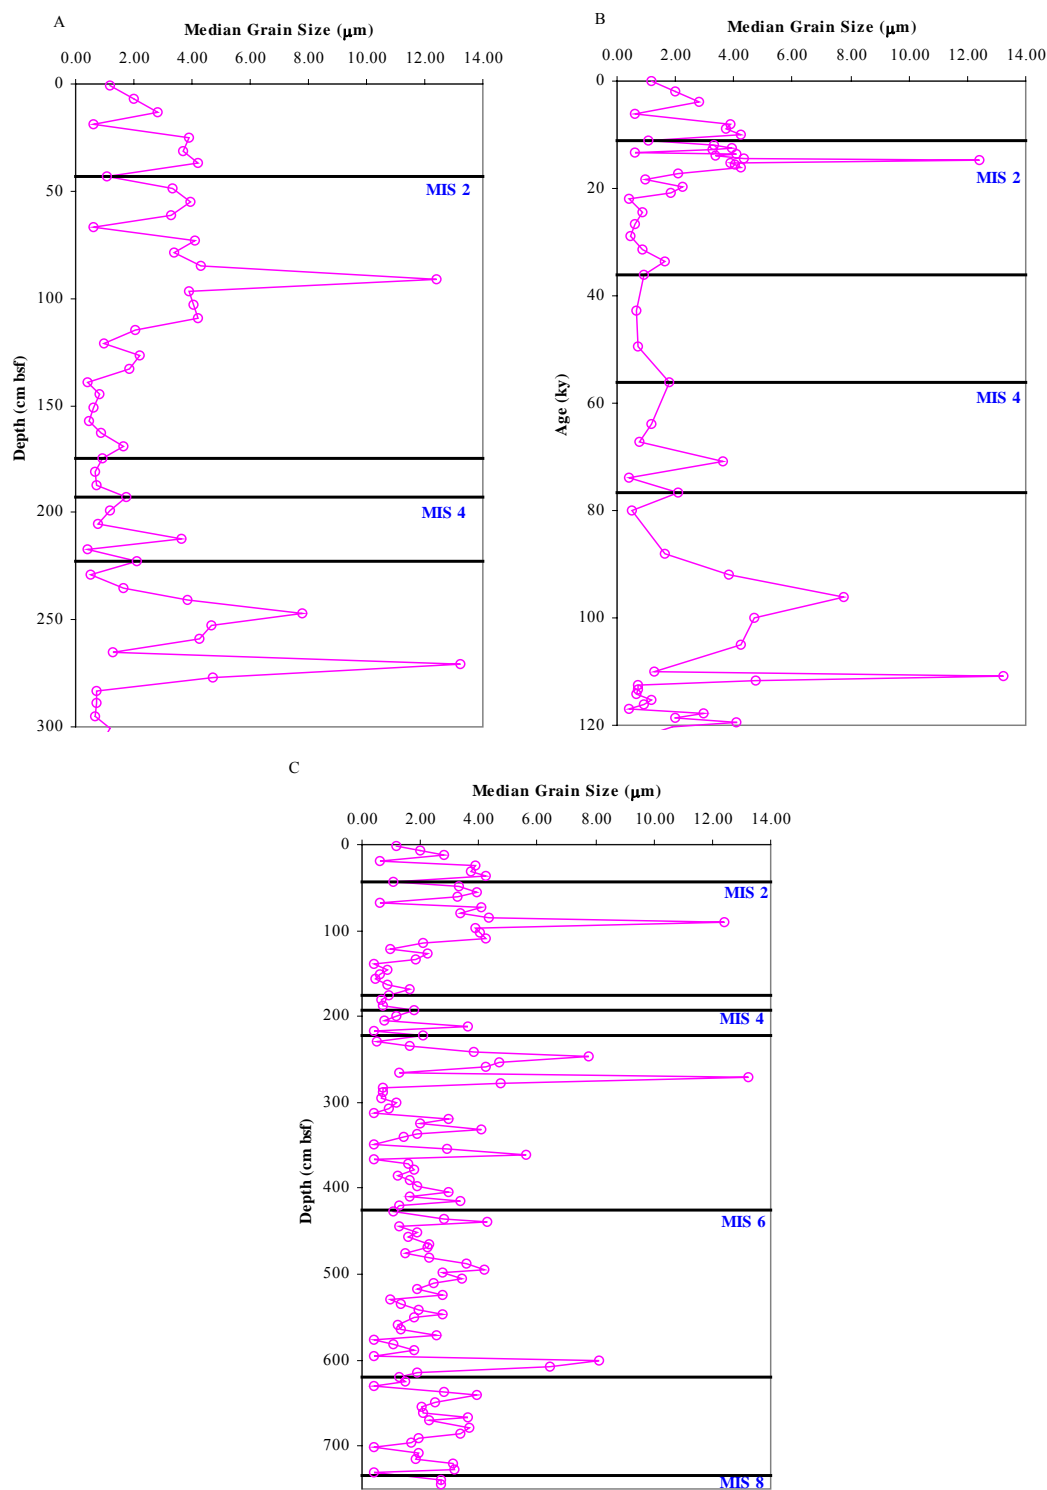 A
Median Grain Size (μm)
0.00 2.00 4.00 6.00 8.00 10.00 12.00 14.00
0
50
100
150
200
250
300
Depth (cm bsf)
MIS 2
MIS 4
B
Median Grain Size (μm)
0.00 2.00 4.00 6.00 8.00 10.00 12.00 14.00
0
20
40
60
80
100
120
Age (ky)
MIS 2
MIS 4
C
Median Grain Size (μm)
0.00 2.00 4.00 6.00 8.00 10.00 12.00 14.00
0
100
200
300
400
500
600
700
Depth (cm bsf)
MIS 2
MIS 4
MIS 6
MIS 8